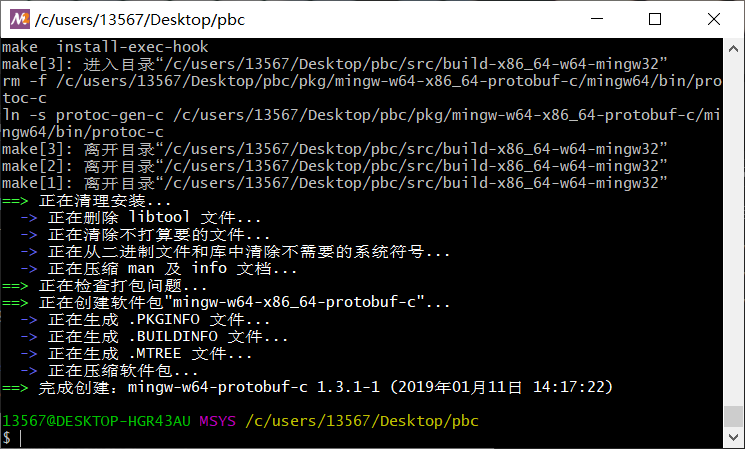 /c/users/13567/Desktop/pbc
make  install-exec-hook
make[3]: 进入目录“/c/users/13567/Desktop/pbc/src/build-x86_64-w64-mingw32”
rm -f /c/users/13567/Desktop/pbc/pkg/mingw-w64-x86_64-protobuf-c/mingw64/bin/pro
toc-c
ln -s protoc-gen-c /c/users/13567/Desktop/pbc/pkg/mingw-w64-x86_64-protobuf-c/mi
ngw64/bin/protoc-c
make[3]: 离开目录“/c/users/13567/Desktop/pbc/src/build-x86_64-w64-mingw32”
make[2]: 离开目录“/c/users/13567/Desktop/pbc/src/build-x86_64-w64-mingw32”
make[1]: 离开目录“/c/users/13567/Desktop/pbc/src/build-x86_64-w64-mingw32”
==> 正在清理安装...
  -> 正在删除 libtool 文件...
  -> 正在清除不打算要的文件...
  -> 正在从二进制文件和库中清除不需要的系统符号...
  -> 正在压缩 man 及 info 文档...
==> 正在检查打包问题...
==> 正在创建软件包"mingw-w64-x86_64-protobuf-c"...
  -> 正在生成 .PKGINFO 文件...
  -> 正在生成 .BUILDINFO 文件...
  -> 正在生成 .MTREE 文件...
  -> 正在压缩软件包...
==> 完成创建：mingw-w64-protobuf-c 1.3.1-1 (2019年01月11日 14:17:22)
13567@DESKTOP-HGR43AU MSYS /c/users/13567/Desktop/pbc
$